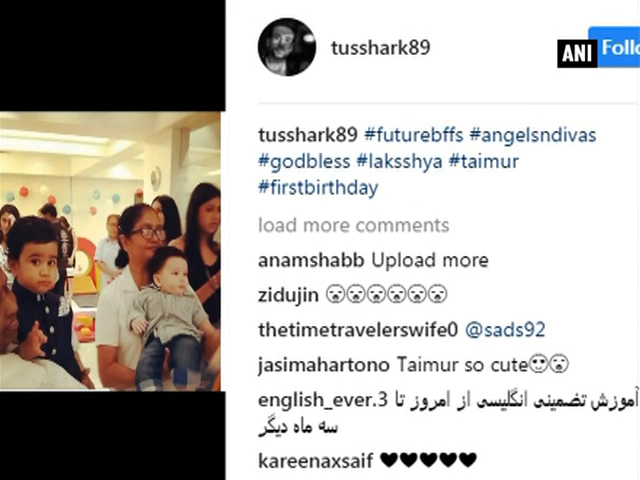 tusshark89
ANI
Follo
tusshark89 #futurebffs #angelsndivas
#godbless #laksshya #taimur
#firstbirthday
load more comments
anamshabb Upload more
zidujin 😮😮😮😮😮😮
thetimetravelerswife0 @sads92
jasimahartono Taimur so cute🙂😮
english_ever.3 آموزش تضمینی انگلیسی از امروز تا
سه ماه دیگر
kareenaxsaif ♥♥♥♥♥